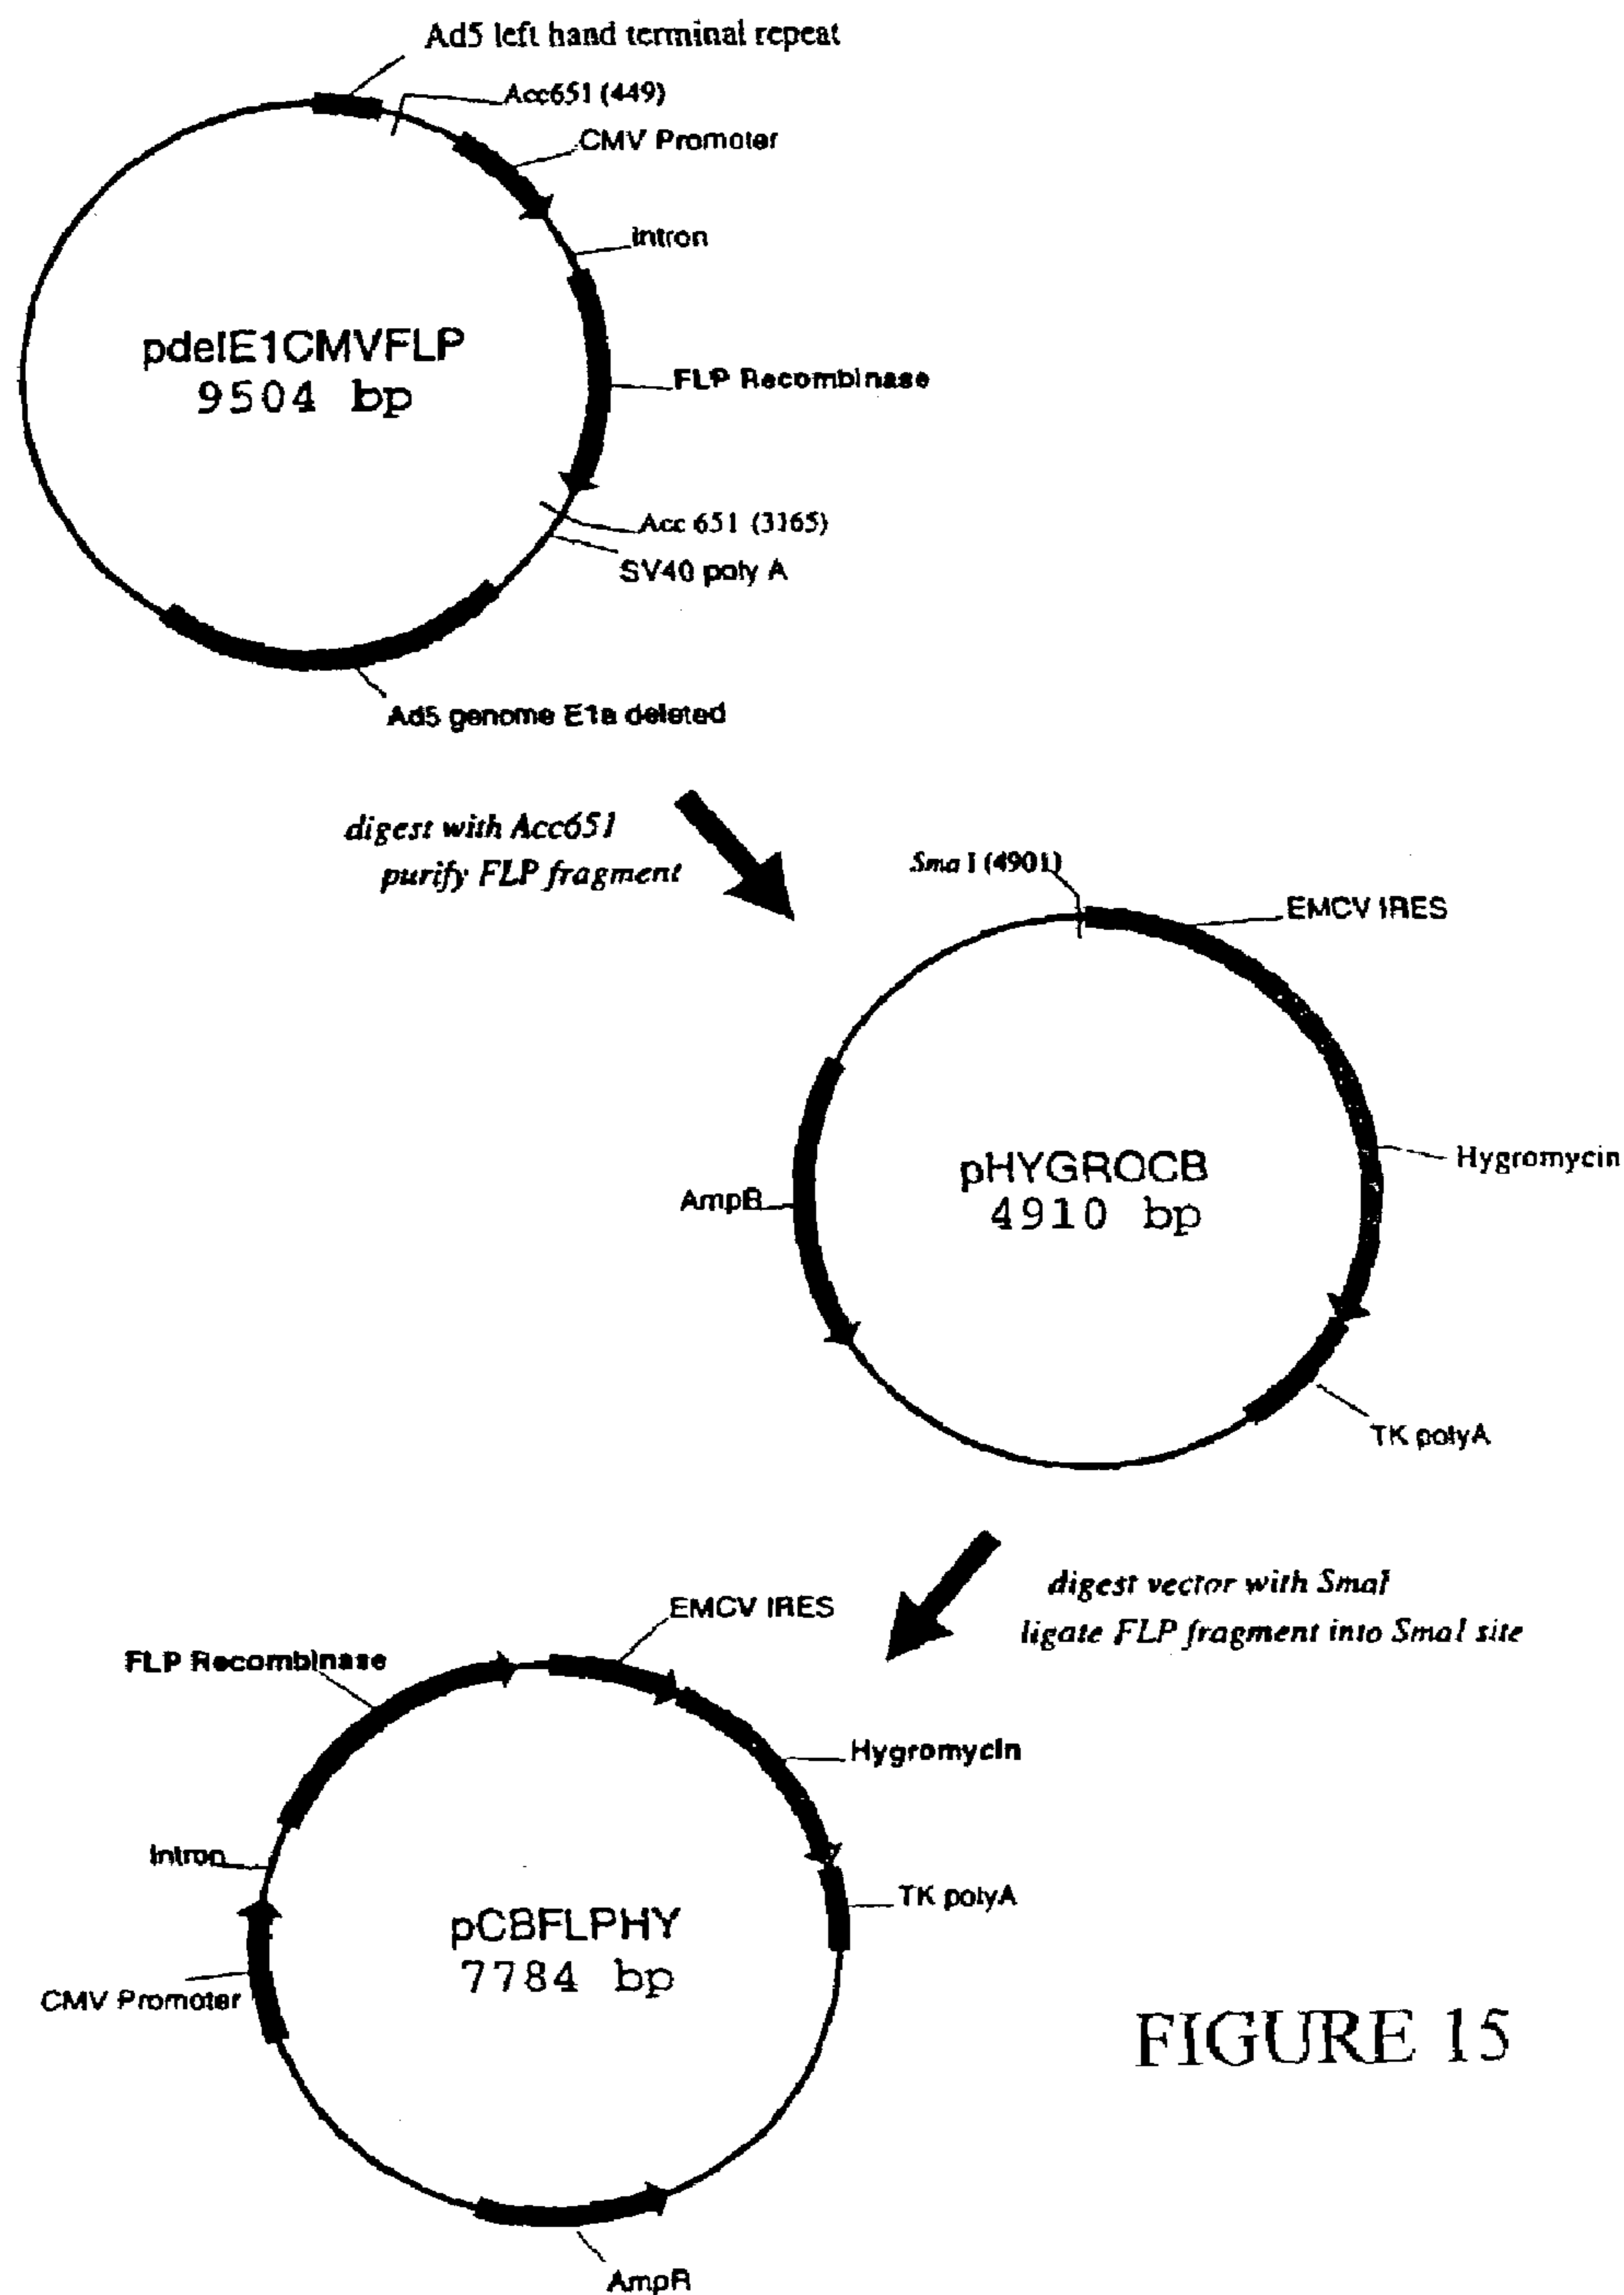 Ad5 left hand terminal repeat
Acc651 (449)
CMV Promoter
Intron
pdelE1CMVFLP
9504 bp
FLP Recombinase
Acc 651 (3165)
SV40 poly A
Ad5 genome E1a deleted
digest with Acc651
purify FLP fragment
Sma I (4901)
EMCV IRES
Hygromycin
pHYGROCB
4910 bp
AmpR
TK polyA
digest vector with SmaI
ligate FLP fragment into SmaI site
EMCV IRES
FLP Recombinase
Hygromycin
Intron
TK polyA
pCBFLPHY
7784 bp
CMV Promoter
AmpR
FIGURE 15